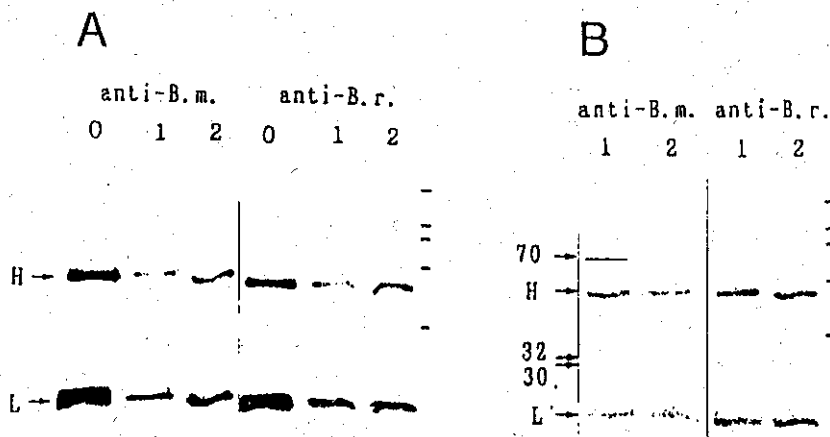 A
anti-B.m. anti-B.r.
0 1 2 0 1 2
H
L
B
anti-B.m. anti-B.r.
1 2 1 2
70
H
32
30
L